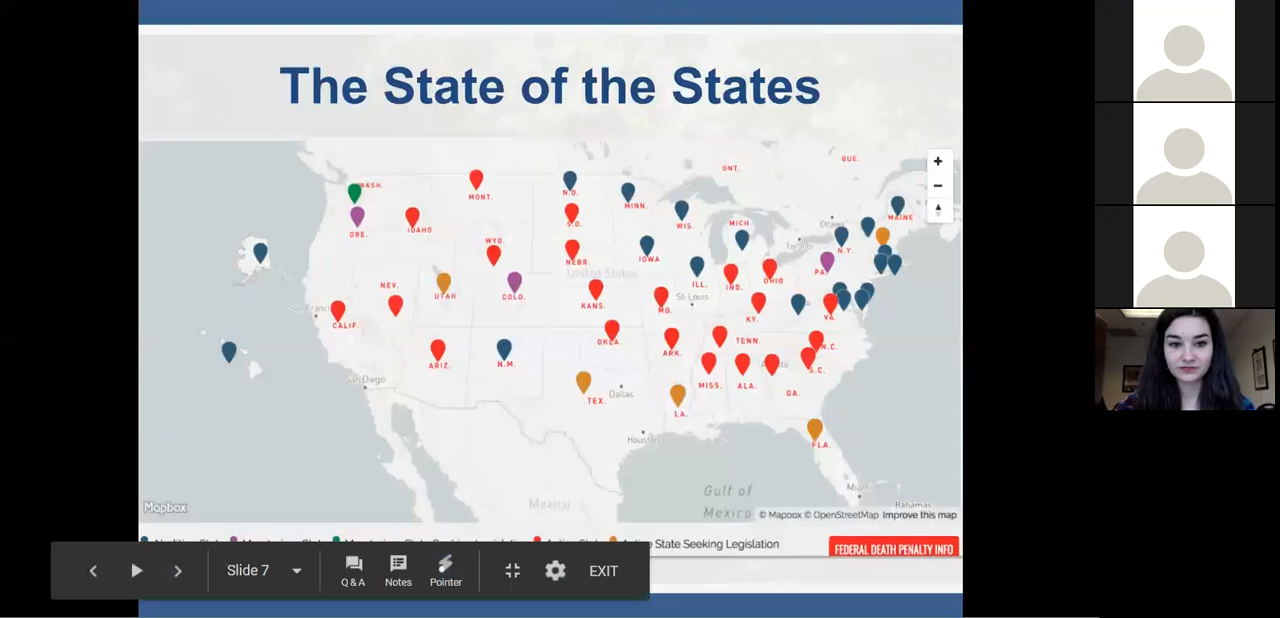 The State of the States
QUE.
ONT.
WASH.
MONT.
N.D.
MINN.
ORE.
IDAHO
S.D.
WIS.
MICH.
Ottawa
MAINE
WYO.
NEBR.
IOWA
Toronto
N.Y.
United States
PA.
NEV.
UTAH
COLO.
ILL.
IND.
OHIO
San Francisco
CALIF.
KANS.
MO.
St. Louis
KY.
VA.
ARIZ.
N.M.
OKLA.
ARK.
TENN.
N.C.
San Diego
MISS.
ALA.
S.C.
TEX.
Dallas
LA.
GA.
Houston
FLA.
Gulf of
Mexico
Mexico
Miami
Bahamas
Mapbox
© Mapbox © OpenStreetMap Improve this map
State Seeking Legislation
FEDERAL DEATH PENALTY INFO
Slide 7
Q & A
Notes
Pointer
EXIT